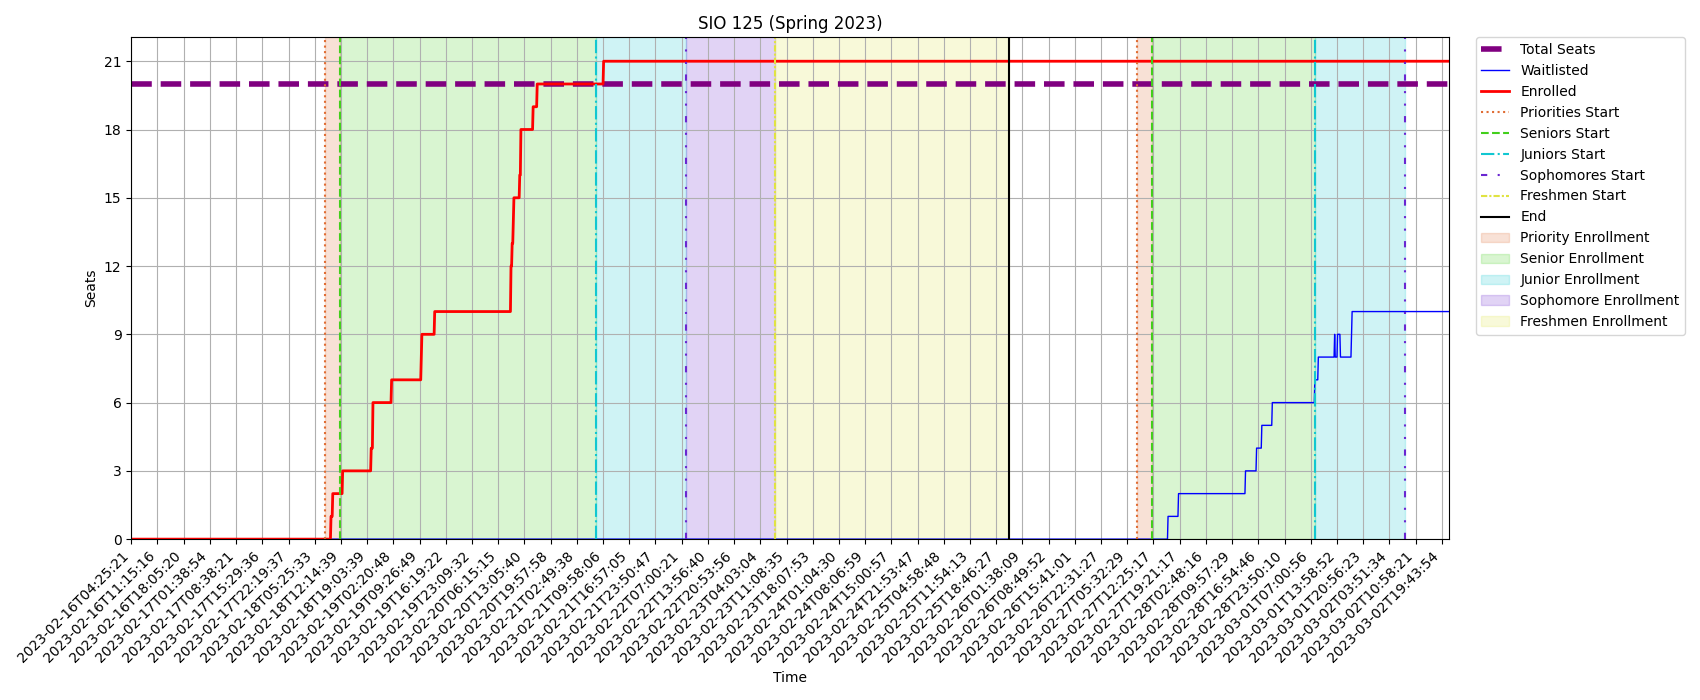 SIO 125 (Spring 2023)
Seats
21
18
15
12
9
6
3
0
2023-02-16T04:25:21
2023-02-16T11:15:16
2023-02-16T18:05:20
2023-02-17T01:38:54
2023-02-17T08:38:21
2023-02-17T15:29:36
2023-02-17T22:19:37
2023-02-18T05:25:33
2023-02-18T12:14:39
2023-02-18T19:03:39
2023-02-19T02:20:48
2023-02-19T09:26:49
2023-02-19T16:19:22
2023-02-19T23:09:32
2023-02-20T06:15:15
2023-02-20T13:05:40
2023-02-20T19:57:58
2023-02-21T02:49:38
2023-02-21T09:58:06
2023-02-21T16:57:05
2023-02-21T23:50:47
2023-02-22T07:00:21
2023-02-22T13:56:40
2023-02-22T20:53:56
2023-02-23T04:03:04
2023-02-23T11:08:35
2023-02-23T18:07:53
2023-02-24T01:04:30
2023-02-24T08:06:59
2023-02-24T15:00:57
2023-02-24T21:53:47
2023-02-25T04:58:48
2023-02-25T11:54:13
2023-02-25T18:46:27
2023-02-26T01:38:09
2023-02-26T08:49:52
2023-02-26T15:41:01
2023-02-26T22:31:27
2023-02-27T05:32:29
2023-02-27T12:25:17
2023-02-27T19:21:17
2023-02-28T02:48:16
2023-02-28T09:57:29
2023-02-28T16:54:46
2023-02-28T23:50:10
2023-03-01T07:00:56
2023-03-01T13:58:52
2023-03-01T20:56:23
2023-03-02T03:51:34
2023-03-02T10:58:21
2023-03-02T19:43:54
Time
Total Seats
Waitlisted
Enrolled
Priorities Start
Seniors Start
Juniors Start
Sophomores Start
Freshmen Start
End
Priority Enrollment
Senior Enrollment
Junior Enrollment
Sophomore Enrollment
Freshmen Enrollment